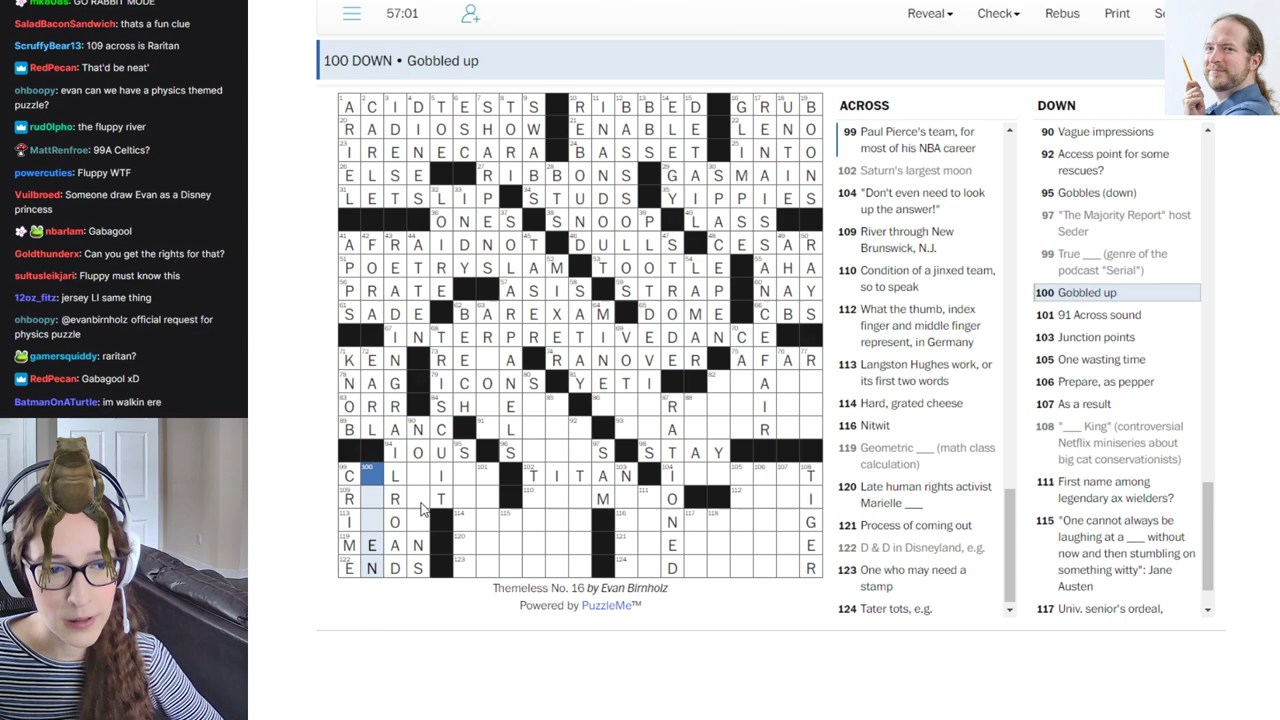 mk808s: GO RABBIT MODE
SaladBaconSandwich: thats a fun clue
ScruffyBear13: 109 across is Raritan
RedPecan: That'd be neat'
ohboopy: evan can we have a physics themed
puzzle?
rud0lpho: the fluffy river
MattRenfroe: 99A Celtics?
powercuties: Fluffy WTF
Vuilbroed: Someone draw Evan as a Disney
princess
nbarlam: Gabagool
Goldthunderx: Can you get the rights for that?
sultusleikjari: Fluffy must know this
12oz_fitz: jersey LI same thing
ohboopy: @evanbirnholz official request for
physics puzzle
gamersquiddy: raritan?
RedPecan: Gabagool xD
BatmanOnATurtle: im walkin ere
57:01
Reveal
Check
Rebus
Print
100 DOWN • Gobbled up
A C I D T E S T S R I B B E D G R U B
R A D I O S H O W E N A B L E L E N O
I R E N E C A R A B A S S E T I N T O
E L S E R I B B O N S G A S M A I N
L E T S L I P S T U D S Y I P P I E S
O N E S S N O O P L A S S
A F R A I D N O T D U L L S C E S A R
P O E T R Y S L A M T O O T L E A H A
P R A T E A S I S S T R A P N A Y
S A D E B A R E X A M D O M E C B S
I N T E R P R E T I V E D A N C E
K E N R E A R A N O V E R A T A R
N A G I C O N S Y E T I A
O R R S H E R I
B L A N C L A R
I O U S S S S T A Y
C L I T I T A N I T
R R T M O I
I O N G
M E A N E E
E N D S D R
Themeless No. 16 by Evan Birnholz
Powered by PuzzleMe™
ACROSS
99 Paul Pierce's team, for
most of his NBA career
102 Saturn's largest moon
104 "Don't even need to look
up the answer!"
109 River through New
Brunswick, N.J.
110 Condition of a jinxed team,
so to speak
112 What the thumb, index
finger and middle finger
represent, in Germany
113 Langston Hughes work, or
its first two words
114 Hard, grated cheese
116 Nitwit
119 Geometric ___ (math class
calculation)
120 Late human rights activist
Marielle ___
121 Process of coming out
122 D & D in Disneyland, e.g.
123 One who may need a
stamp
124 Tater tots, e.g.
DOWN
90 Vague impressions
92 Access point for some
rescues?
95 Gobbles (down)
97 "The Majority Report" host
Seder
99 True ___ (genre of the
podcast "Serial")
100 Gobbled up
101 91 Across sound
103 Junction points
105 One wasting time
106 Prepare, as pepper
107 As a result
108 "___ King" (controversial
Netflix miniseries about
big cat conservationists)
111 First name among
legendary ax wielders?
115 "One cannot always be
laughing at a ___ without
now and then stumbling on
something witty": Jane
Austen
117 Univ. senior's ordeal,